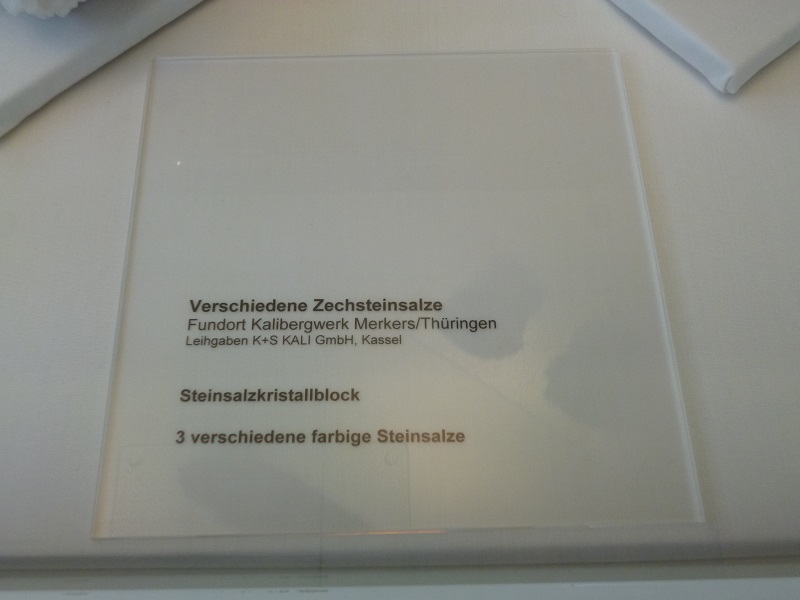 Verschiedene Zechsteinsalze
Fundort Kalibergwerk Merkers/Thüringen
Leihgaben K+S KALI GmbH, Kassel
Steinsalzkristallblock
3 verschiedene farbige Steinsalze